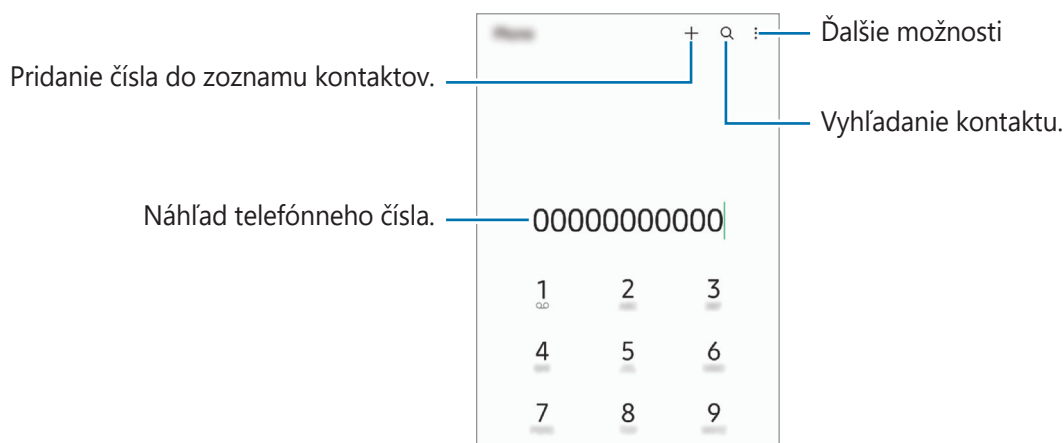 Ďalšie možnosti
Pridanie čísla do zoznamu kontaktov.
Vyhľadanie kontaktu.
Náhľad telefónneho čísla.
00000000000
1 2 3
4 5 6
7 8 9